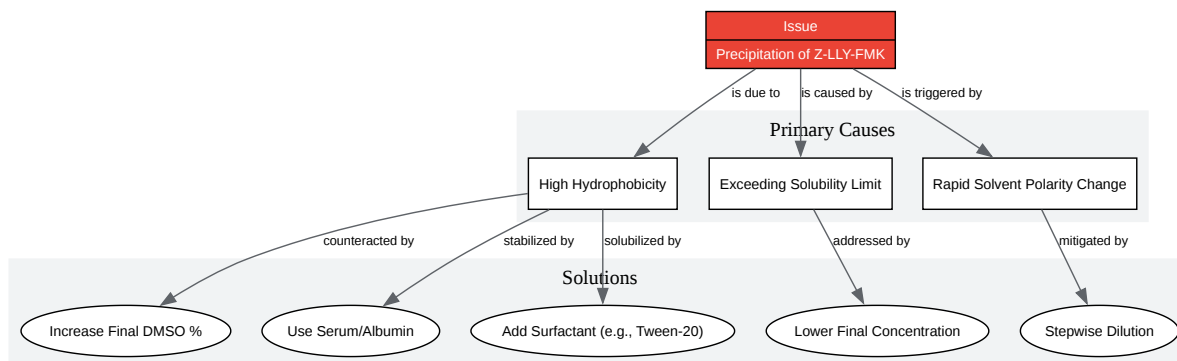 Issue
Precipitation of Z-LLY-FMK
is due to
is caused by
is triggered by
Primary Causes
High Hydrophobicity
Exceeding Solubility Limit
Rapid Solvent Polarity Change
counteracted by
stabilized by
solubilized by
addressed by
mitigated by
Solutions
Increase Final DMSO %
Use Serum/Albumin
Add Surfactant (e.g., Tween-20)
Lower Final Concentration
Stepwise Dilution